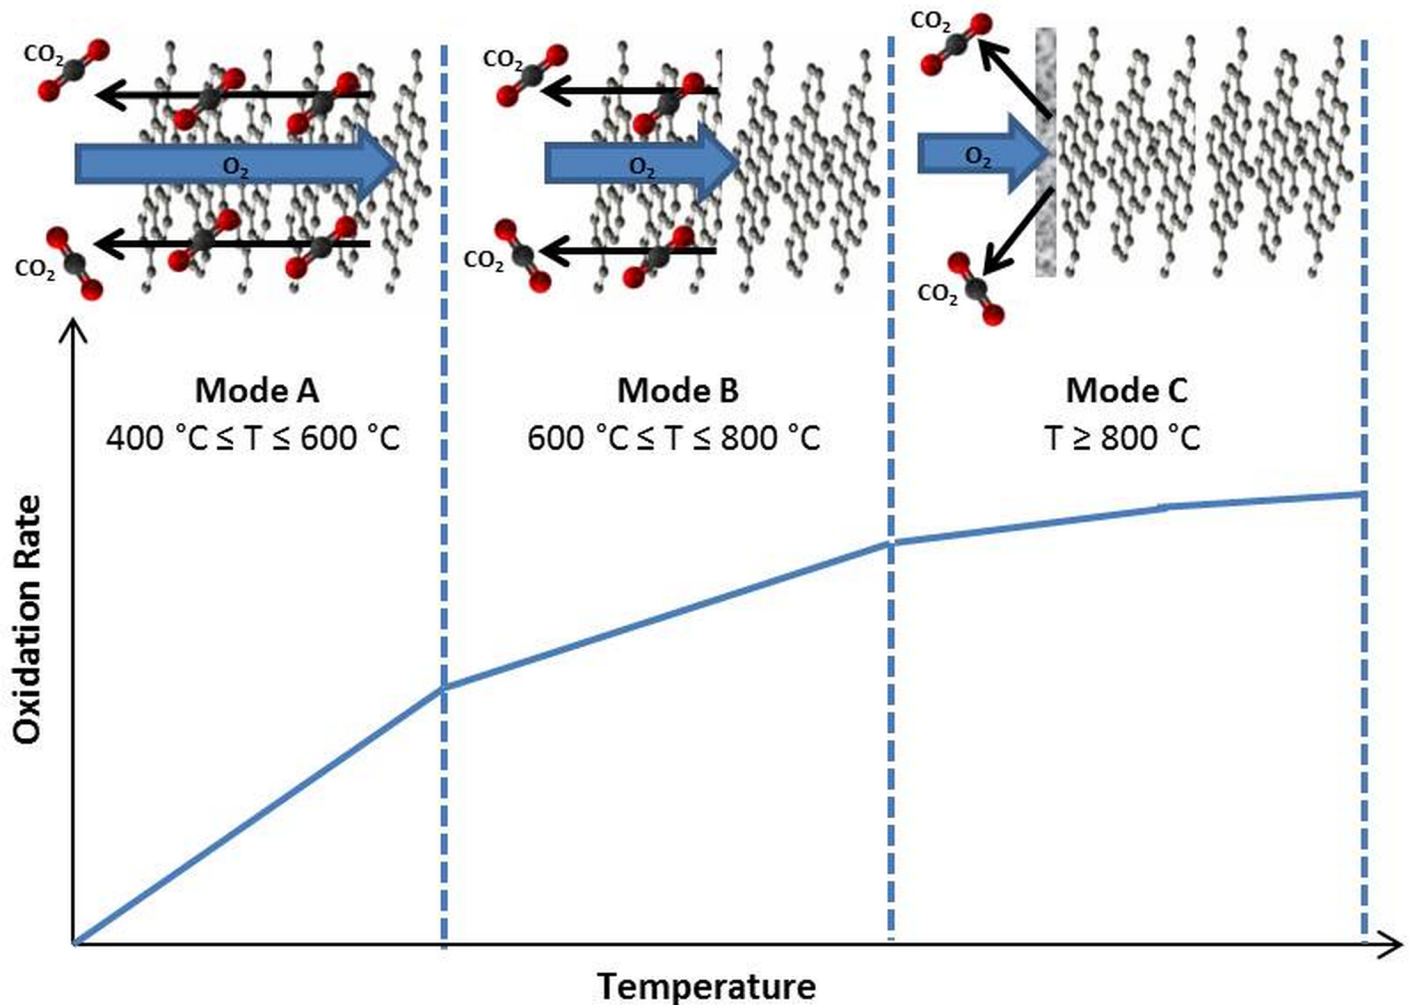 CO₂
O₂
CO₂
CO₂
O₂
CO₂
CO₂
O₂
CO₂
Mode A
400 °C ≤ T ≤ 600 °C
Mode B
600 °C ≤ T ≤ 800 °C
Mode C
T ≥ 800 °C
Oxidation Rate
Temperature